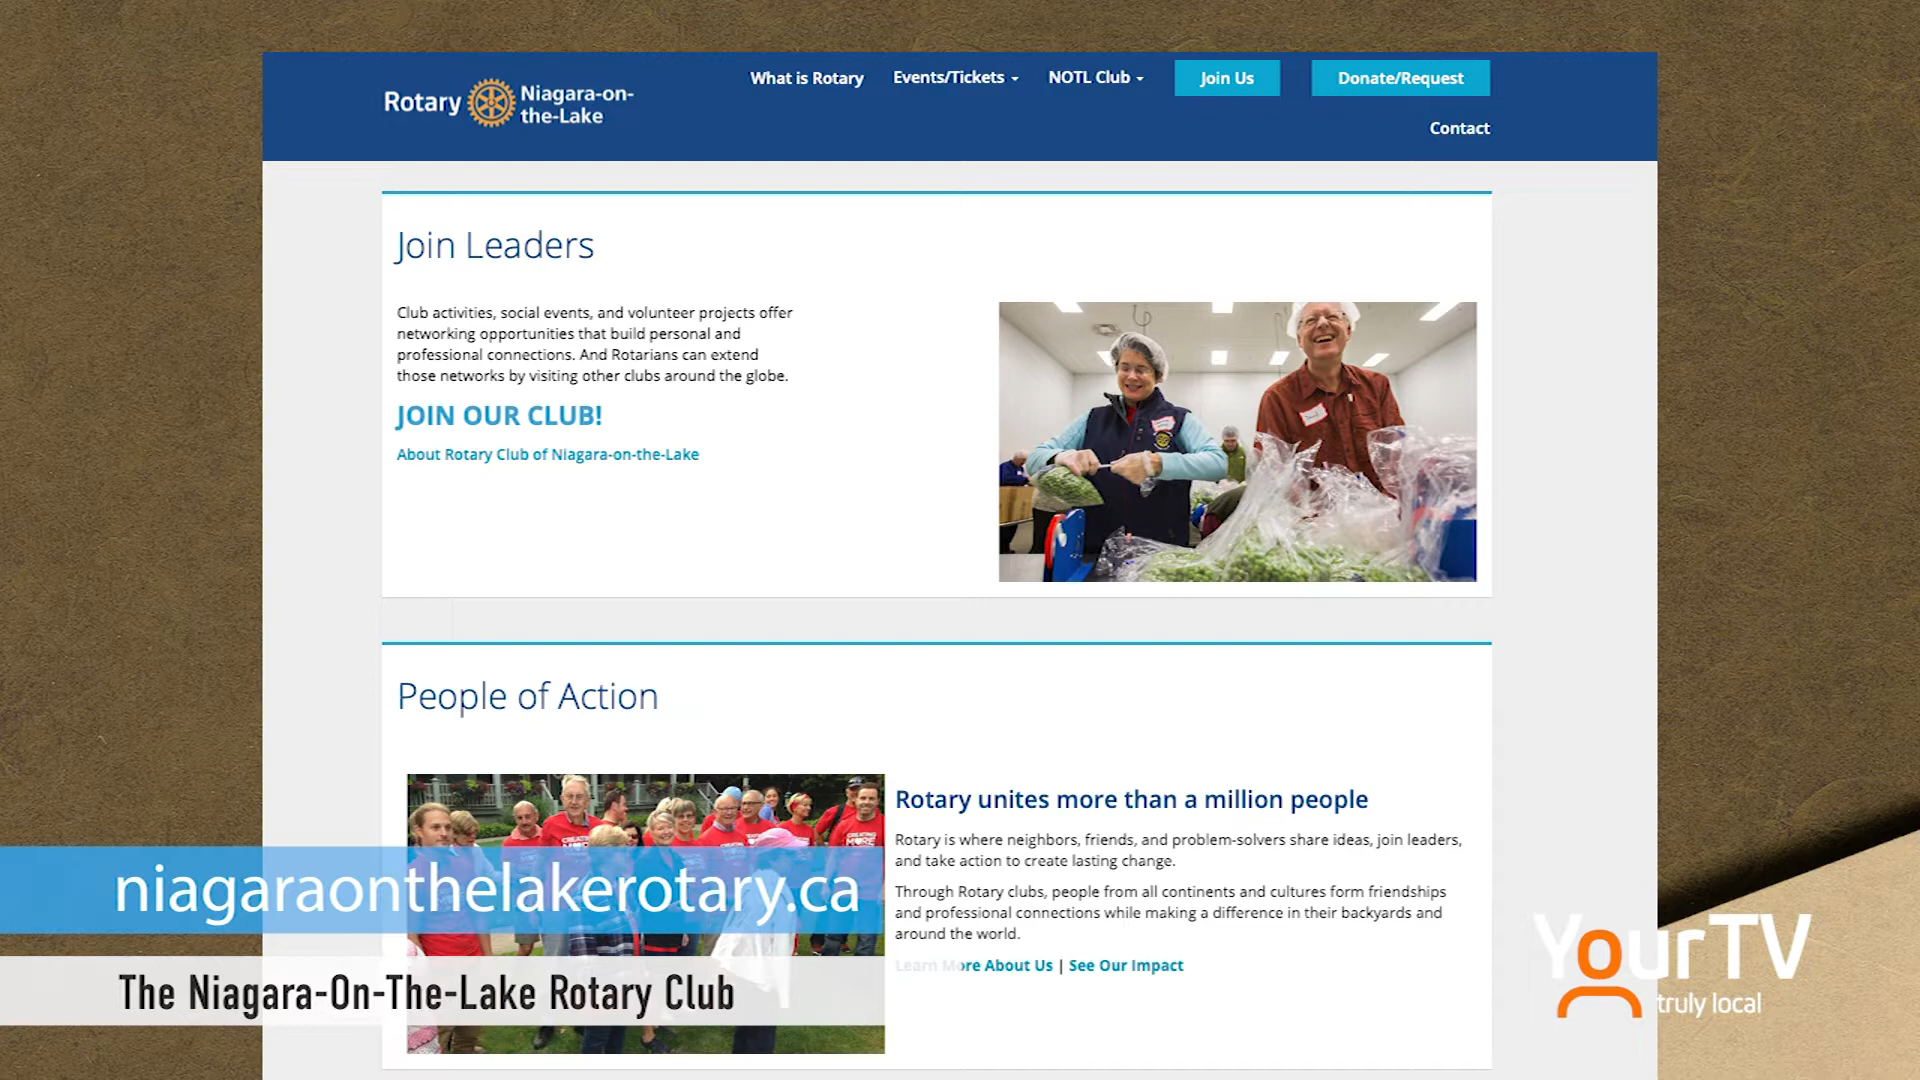 Rotary Niagara-on-
the-Lake
What is Rotary
Events/Tickets
NOTL Club
Join Us
Donate/Request
Contact
Join Leaders
Club activities, social events, and volunteer projects offer
networking opportunities that build personal and
professional connections. And Rotarians can extend
those networks by visiting other clubs around the globe.
JOIN OUR CLUB!
About Rotary Club of Niagara-on-the-Lake
People of Action
Rotary unites more than a million people
Rotary is where neighbors, friends, and problem-solvers share ideas, join leaders,
and take action to create lasting change.
Through Rotary clubs, people from all continents and cultures form friendships
and professional connections while making a difference in their backyards and
around the world.
Learn More About Us | See Our Impact
niagaraonthelakerotary.ca
The Niagara-On-The-Lake Rotary Club
YourTV
truly local